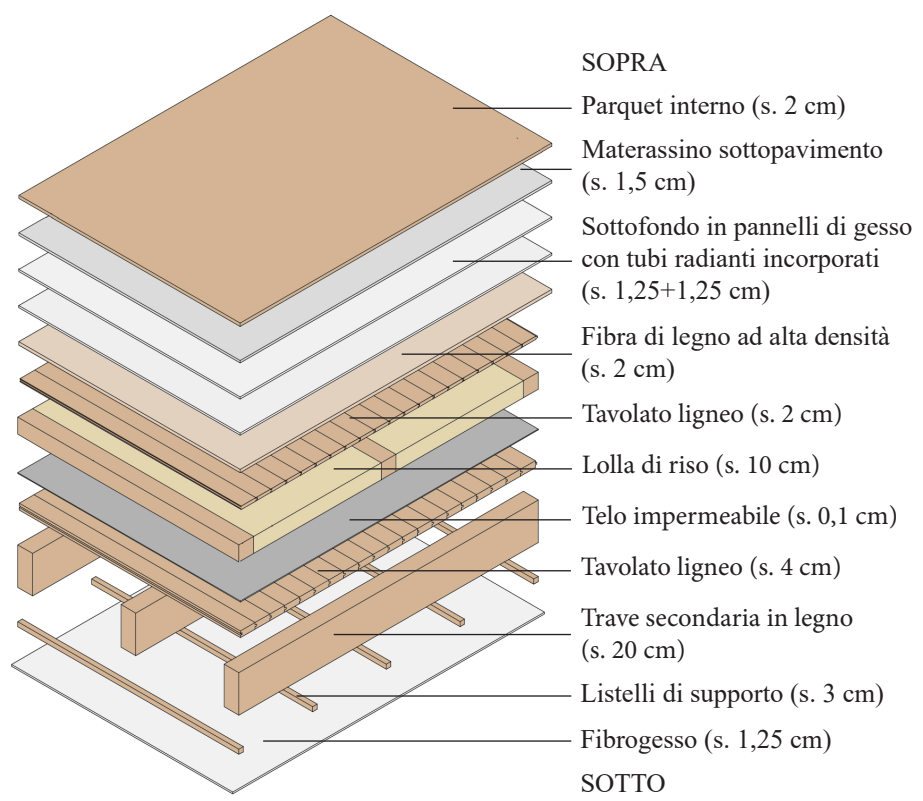 SOPRA
Parquet interno (s. 2 cm)
Materassino sottopavimento
(s. 1,5 cm)
Sottofondo in pannelli di gesso
con tubi radianti incorporati
(s. 1,25+1,25 cm)
Fibra di legno ad alta densità
(s. 2 cm)
Tavolato ligneo (s. 2 cm)
Lolla di riso (s. 10 cm)
Telo impermeabile (s. 0,1 cm)
Tavolato ligneo (s. 4 cm)
Trave secondaria in legno
(s. 20 cm)
Listelli di supporto (s. 3 cm)
Fibrogesso (s. 1,25 cm)
SOTTO